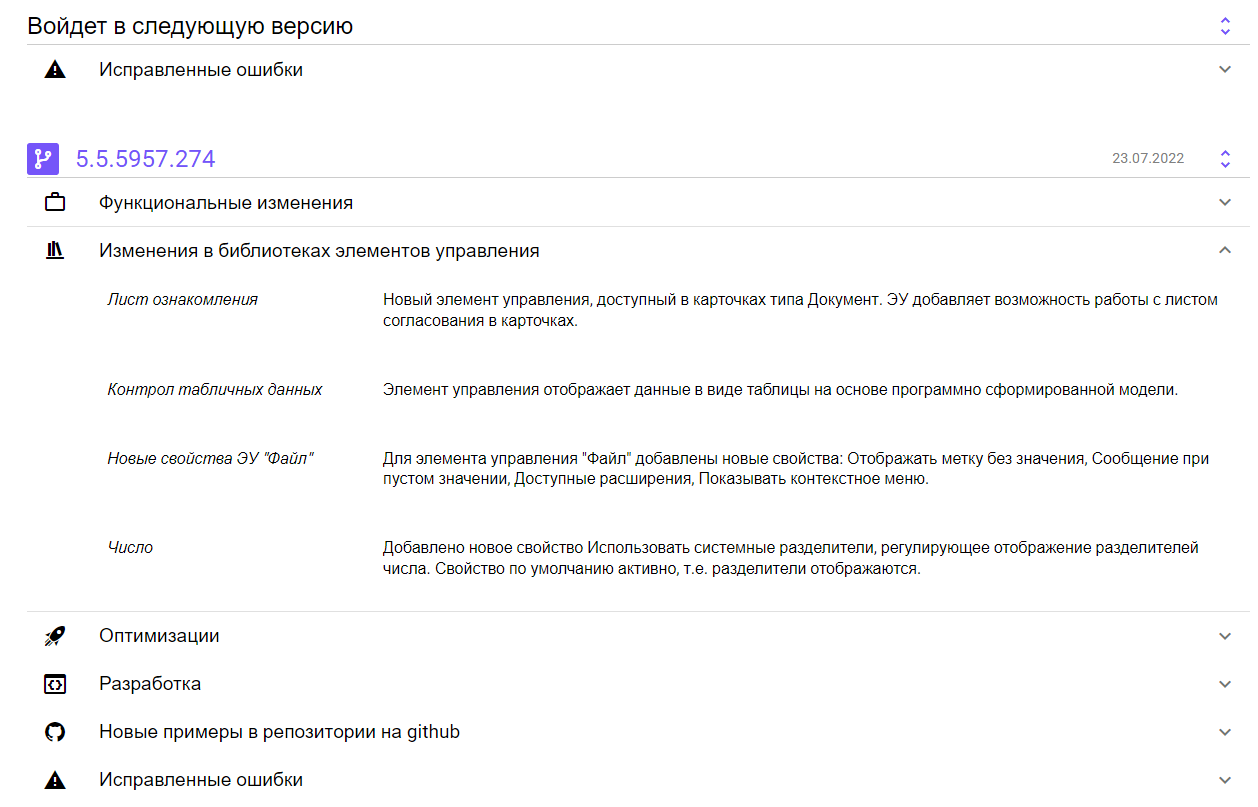 Войдет в следующую версию
Исправленные ошибки
5.5.5957.274
23.07.2022
Функциональные изменения
Изменения в библиотеках элементов управления
Лист ознакомления
Новый элемент управления, доступный в карточках типа Документ. ЭУ добавляет возможность работы с листом
согласования в карточках.
Контрол табличных данных
Элемент управления отображает данные в виде таблицы на основе программно сформированной модели.
Новые свойства ЭУ "Файл"
Для элемента управления "Файл" добавлены новые свойства: Отображать метку без значения, Сообщение при
пустом значении, Доступные расширения, Показывать контекстное меню.
Число
Добавлено новое свойство Использовать системные разделители, регулирующее отображение разделителей
числа. Свойство по умолчанию активно, т.е. разделители отображаются.
Оптимизации
Разработка
Новые примеры в репозитории на github
Исправленные ошибки